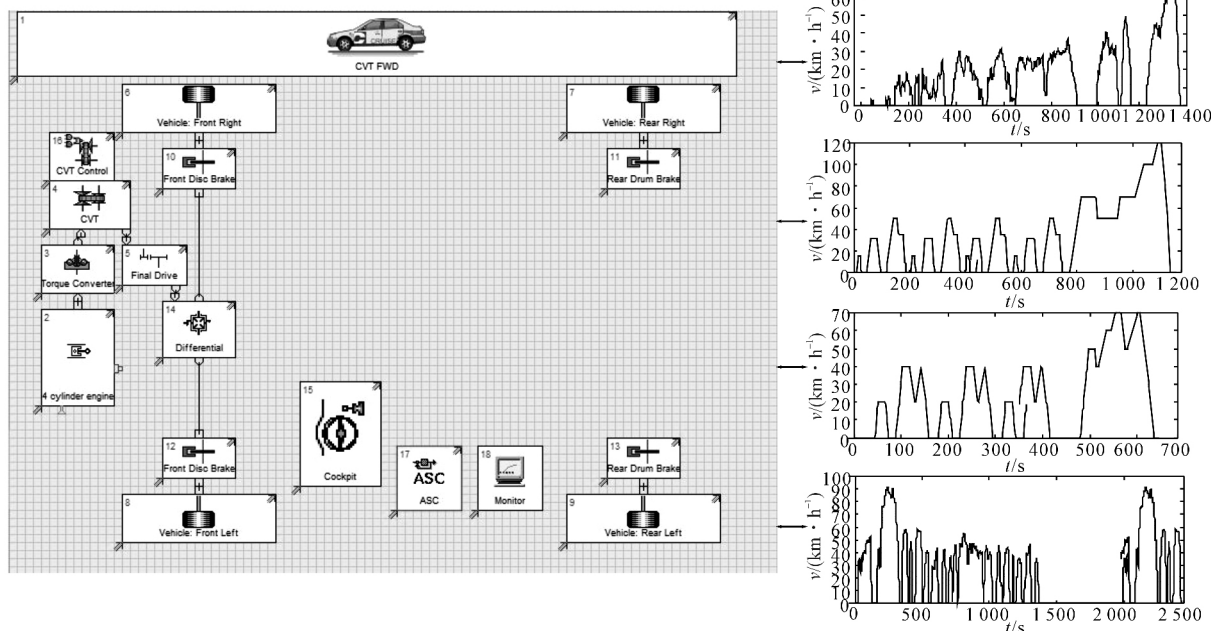 1
CRUISE
CVT FWD
6
Vehicle: Front Right
7
Vehicle: Rear Right
16
CVT Control
10
Front Disc Brake
11
Rear Drum Brake
4
CVT
3
Torque Converter
5
Final Drive
2
4 cylinder engine
14
Differential
15
Cockpit
12
Front Disc Brake
17
ASC
ASC
18
Monitor
13
Rear Drum Brake
8
Vehicle: Front Left
9
Vehicle: Rear Left
60
50
40
30
20
10
0
v/(km · h⁻¹)
0 200 400 600 800 1 000 1 200 1 400
t/s
120
100
80
60
40
20
0
v/(km · h⁻¹)
0 200 400 600 800 1 000 1 200
t/s
70
60
50
40
30
20
10
0
v/(km · h⁻¹)
0 100 200 300 400 500 600 700
t/s
100
90
80
70
60
50
40
30
20
10
0
v/(km · h⁻¹)
0 500 1 000 1 500 2 000 2 500
t/s